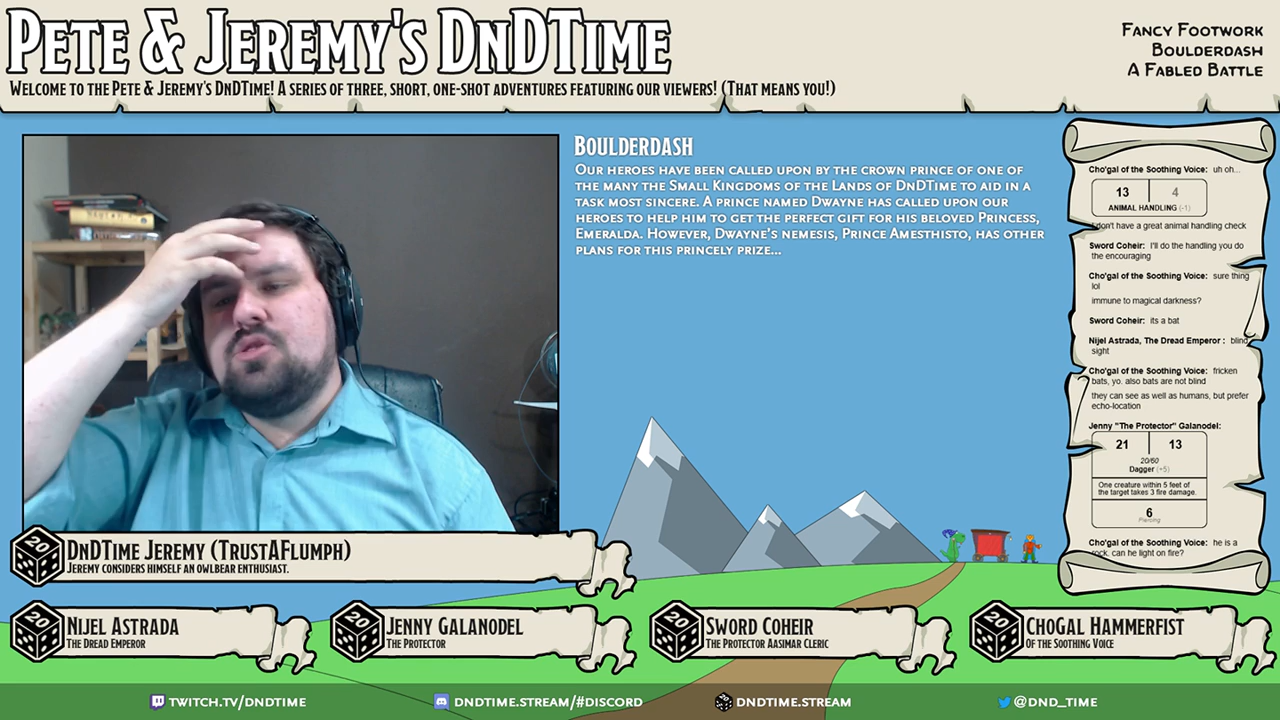 Pete & Jeremy's DnDTime
Welcome to the Pete & Jeremy's DnDTime! A series of three, short, one-shot adventures featuring our viewers! (That means you!)
Fancy Footwork
Boulderdash
A Fabled Battle
Boulderdash
Our heroes have been called upon by the crown prince of one of
the many the Small Kingdoms of the Lands of DnDTime to aid in a
task most sincere. A prince named Dwayne has called upon our
heroes to help him to get the perfect gift for his beloved Princess,
Emeralda. However, Dwayne's nemesis, Prince Amesthisto, has other
plans for this princely prize...
Cho'gal of the Soothing Voice: uh oh...
13 4
ANIMAL HANDLING (-1)
don't have a great animal handling check
Sword Coheir: I'll do the handling you do
the encouraging
Cho'gal of the Soothing Voice: sure thing
lol
immune to magical darkness?
Sword Coheir: its a bat
Nijel Astrada, The Dread Emperor : blind
sight
Cho'gal of the Soothing Voice: fricken
bats, yo. also bats are not blind
they can see as well as humans, but prefer
echo-location
Jenny "The Protector" Galanodel:
21 13
20/60
Dagger (+5)
One creature within 5 feet of
the target takes 3 fire damage.
6
Piercing
Cho'gal of the Soothing Voice: he is a
rock. can he light on fire?
20
DnDTime Jeremy (TrustAFlumph)
Jeremy considers himself an owlbear enthusiast.
20
Nijel Astrada
The Dread Emperor
20
Jenny Galanodel
The Protector
20
Sword Coheir
The Protector Aasimar Cleric
20
Chogal Hammerfist
Of the Soothing Voice
twitch.tv/dndtime
dndtime.stream/#discord
dndtime.stream
@dnd_time